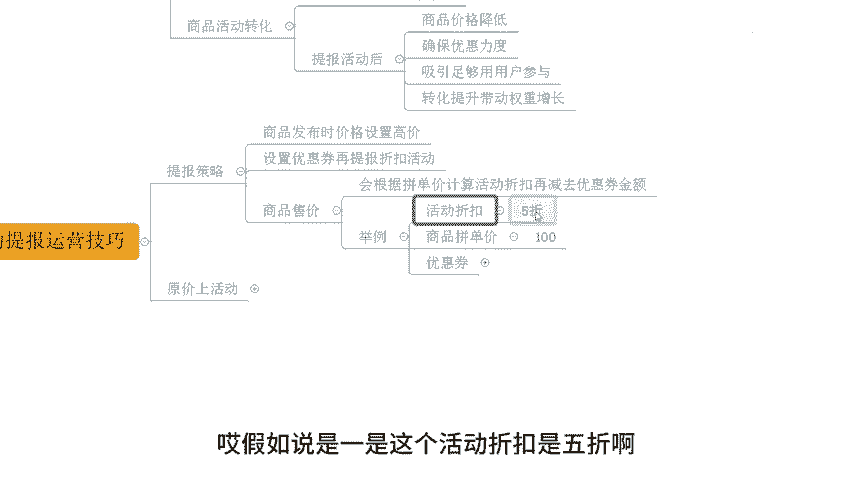 商品活动转化
提报活动后
商品价格降低
确保优惠力度
吸引足够用用户参与
转化提升带动权重增长
提报运营技巧
提报策略
商品发布时价格设置高价
设置优惠券再提报折扣活动
商品售价
会根据拼单价计算活动折扣再减去优惠券金额
举例
活动折扣
5折
商品拼单价
100
优惠券
原价上活动
哎假如说是一是这个活动折扣是五折啊